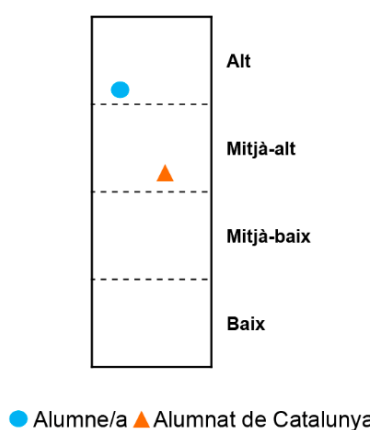 Alt
Mitjà-alt
Mitjà-baix
Baix
Alumne/a Alumnat de Catalunya